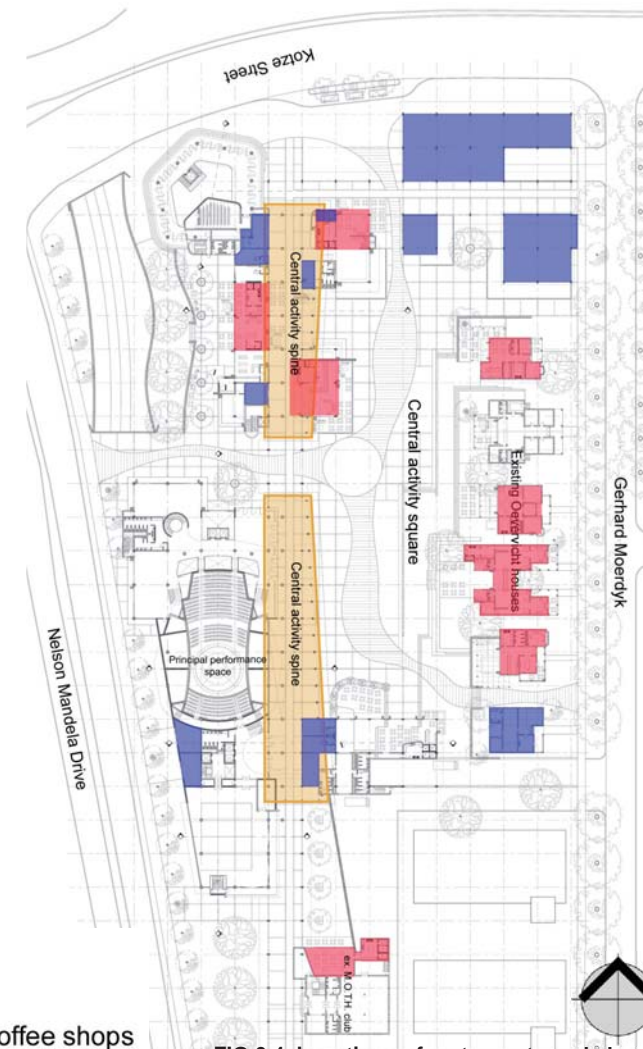 Kotze Street
Central activity spine
Central activity square
Existing Oeverzicht houses
Gerhard Moerdyk
Central activity spine
Principal performance
space
Nelson Mandela Drive
ex. M.O.T.H. club
offee shops